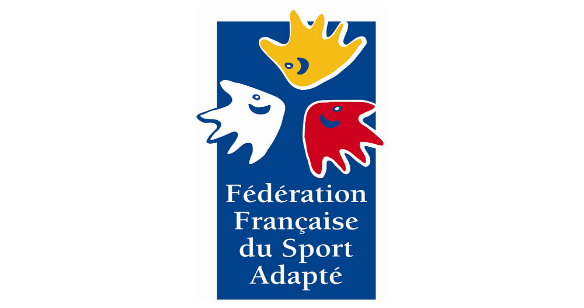 Fédération
Française
du Sport
Adapté